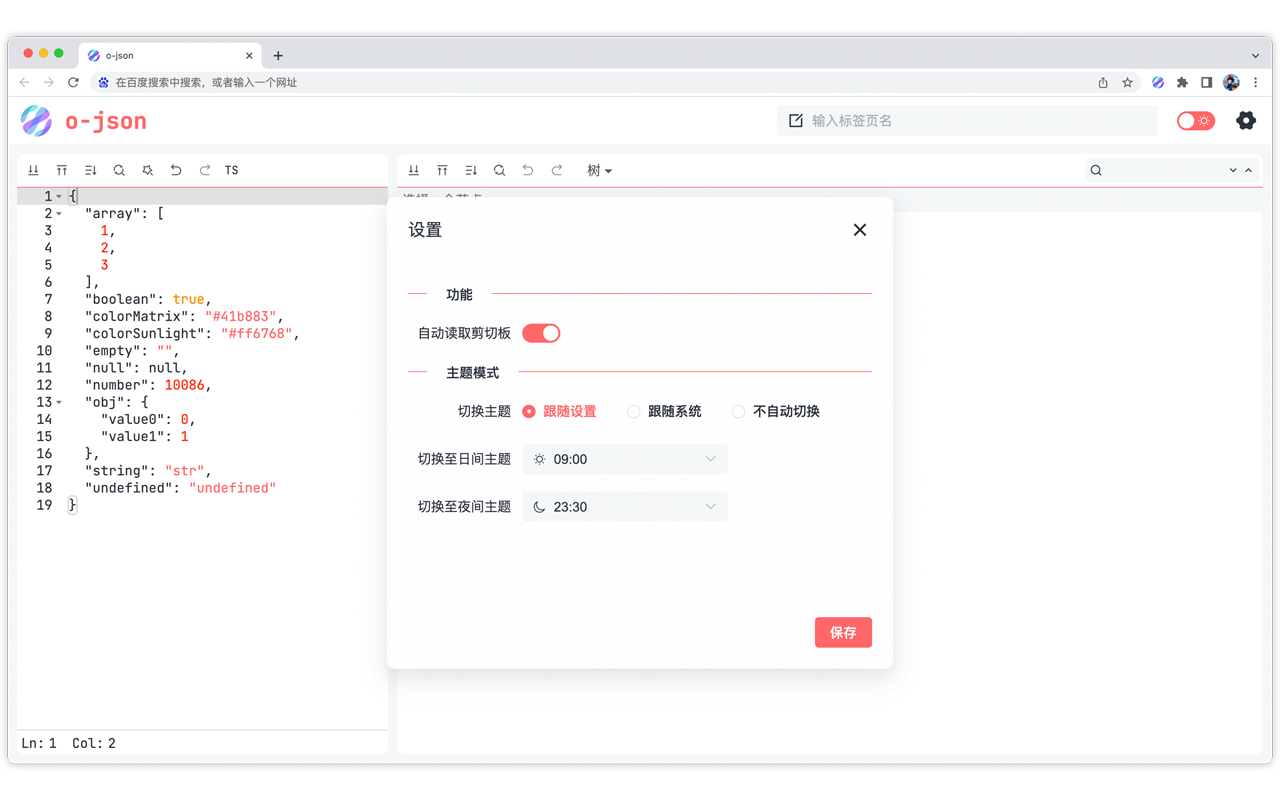 o-json
在百度搜索中搜索，或者输入一个网址
o-json
输入标签页名
TS
树
1 {
2 "array": [
3 1,
4 2,
5 3
6 ],
7 "boolean": true,
8 "colorMatrix": "#41b883",
9 "colorSunlight": "#ff6768",
10 "empty": "",
11 "null": null,
12 "number": 10086,
13 "obj": {
14 "value0": 0,
15 "value1": 1
16 },
17 "string": "str",
18 "undefined": "undefined"
19 }
Ln: 1 Col: 2
设置
功能
自动读取剪切板
主题模式
切换主题 跟随设置 跟随系统 不自动切换
切换至日间主题 09:00
切换至夜间主题 23:30
保存